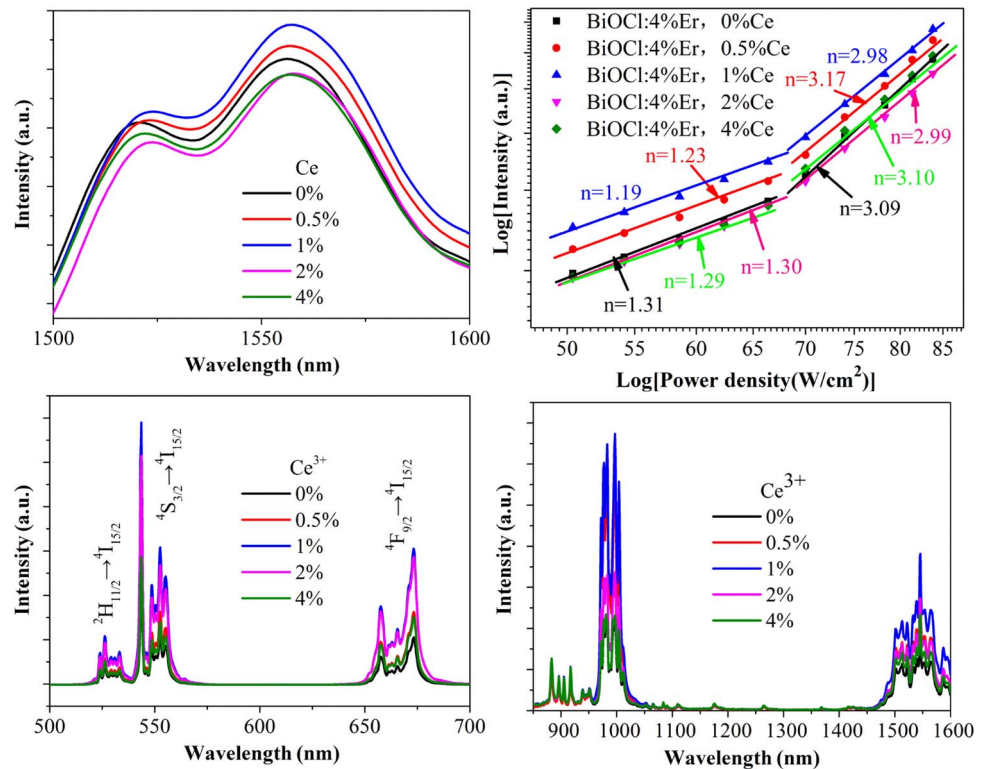 Intensity (a.u.)
Ce
0%
0.5%
1%
2%
4%
1500
1550
1600
Wavelength (nm)
Log[Intensity (a.u.)]
BiOCl:4%Er, 0%Ce
BiOCl:4%Er, 0.5%Ce
BiOCl:4%Er, 1%Ce
BiOCl:4%Er, 2%Ce
BiOCl:4%Er, 4%Ce
n=2.98
n=3.17
n=2.99
n=1.23
n=3.10
n=1.19
n=3.09
n=1.30
n=1.29
n=1.31
50
55
60
65
70
75
80
85
Log[Power density(W/cm²)]
Intensity (a.u.)
²H₁₁/₂→⁴I₁₅/₂
⁴S₃/₂→⁴I₁₅/₂
Ce³⁺
0%
0.5%
1%
2%
4%
⁴F₉/₂→⁴I₁₅/₂
500
550
600
650
700
Wavelength (nm)
Intensity (a.u.)
Ce³⁺
0%
0.5%
1%
2%
4%
900
1000
1100
1200
1300
1400
1500
1600
Wavelength (nm)